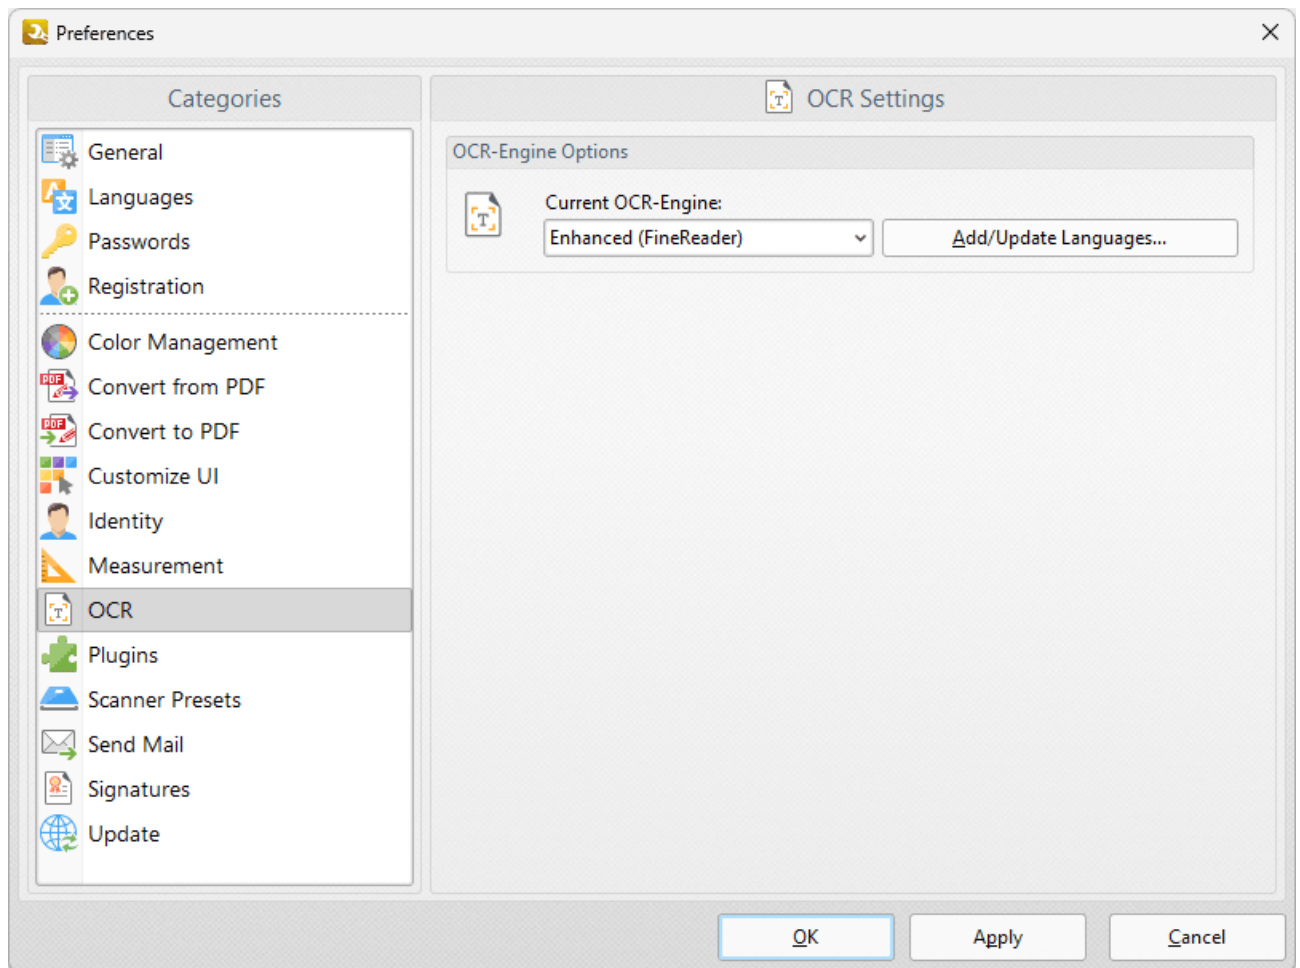 Preferences
Categories
General
Languages
Passwords
Registration
Color Management
Convert from PDF
Convert to PDF
Customize UI
Identity
Measurement
OCR
Plugins
Scanner Presets
Send Mail
Signatures
Update
OCR Settings
OCR-Engine Options
Current OCR-Engine:
Enhanced (FineReader)
Add/Update Languages...
OK
Apply
Cancel